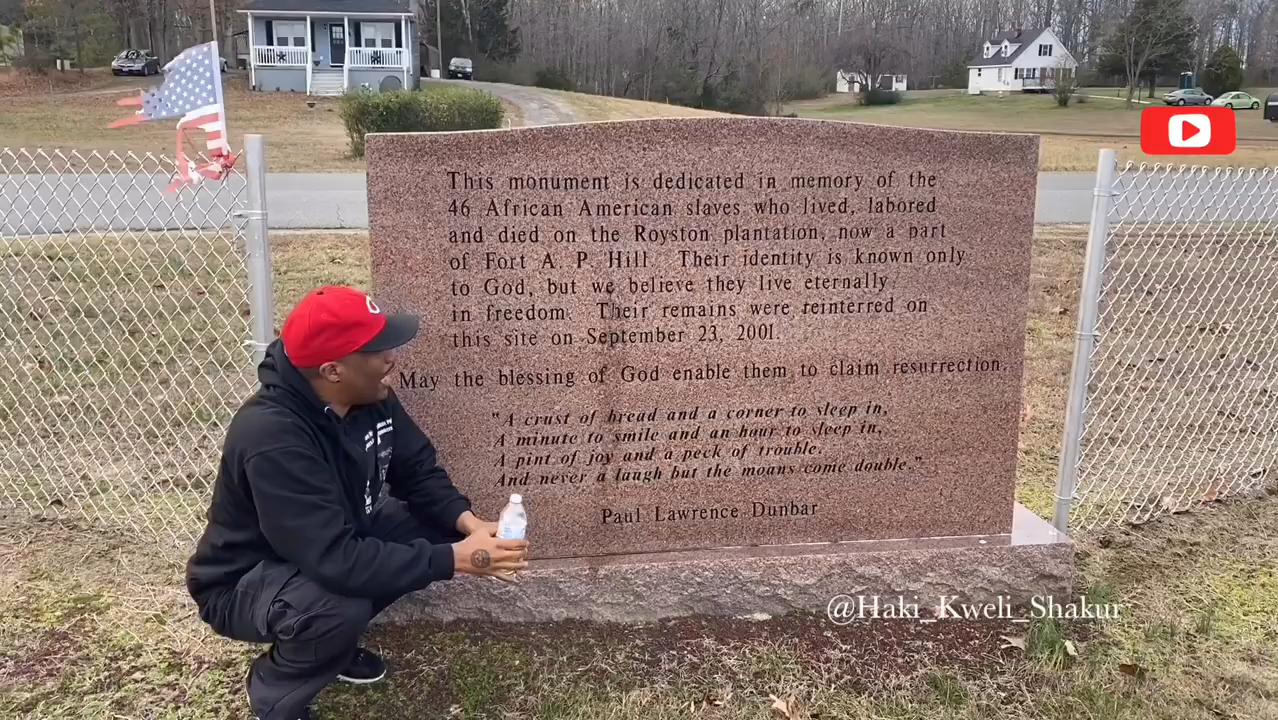 This monument is dedicated in memory of the
46 African American slaves who lived, labored
and died on the Royston plantation, now a part
of Fort A. P. Hill. Their identity is known only
to God, but we believe they live eternally
in freedom. Their remains were reinterred on
this site on September 23, 2001.
May the blessing of God enable them to claim resurrection.
"A crust of bread and a corner to sleep in,
A minute to smile and an hour to sleep in,
A pint of joy and a peck of trouble.
And never a laugh but the moans come double."
Paul Lawrence Dunbar
@Haki_Kweli_Shakur